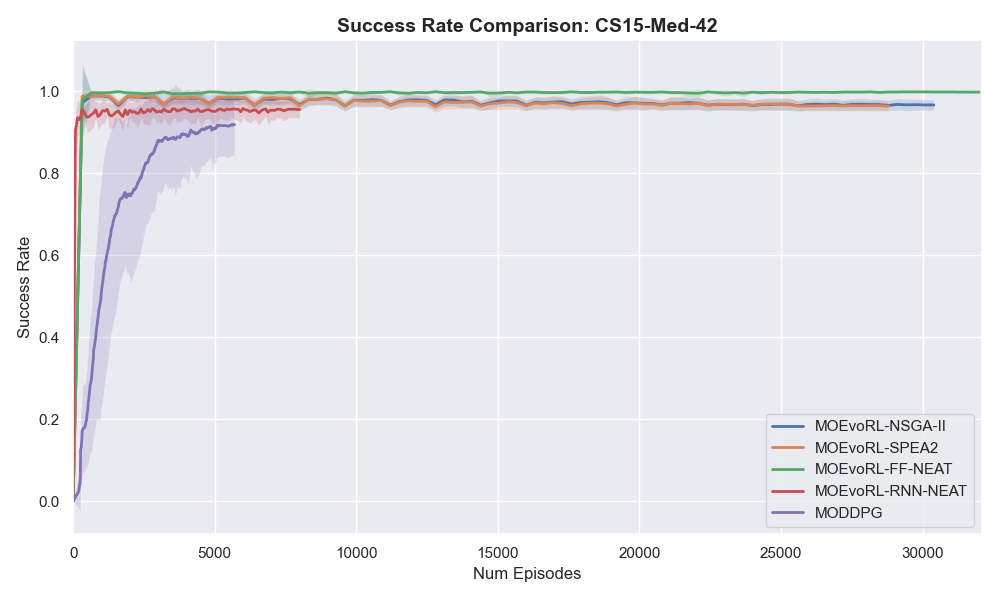 Success Rate Comparison: CS15-Med-42
Success Rate
1.0
0.8
0.6
0.4
0.2
0.0
0 5000 10000 15000 20000 25000 30000
Num Episodes
MOEvoRL-NSGA-II
MOEvoRL-SPEA2
MOEvoRL-FF-NEAT
MOEvoRL-RNN-NEAT
MODDPG